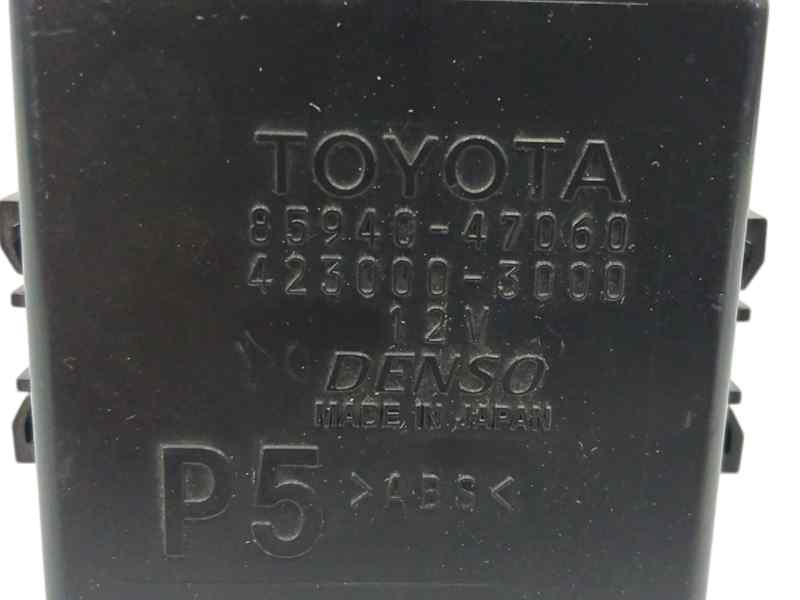 TOYOTA
85940-47060
423000-3000
12V
DENSO
MADE IN JAPAN
P5 >ABS<